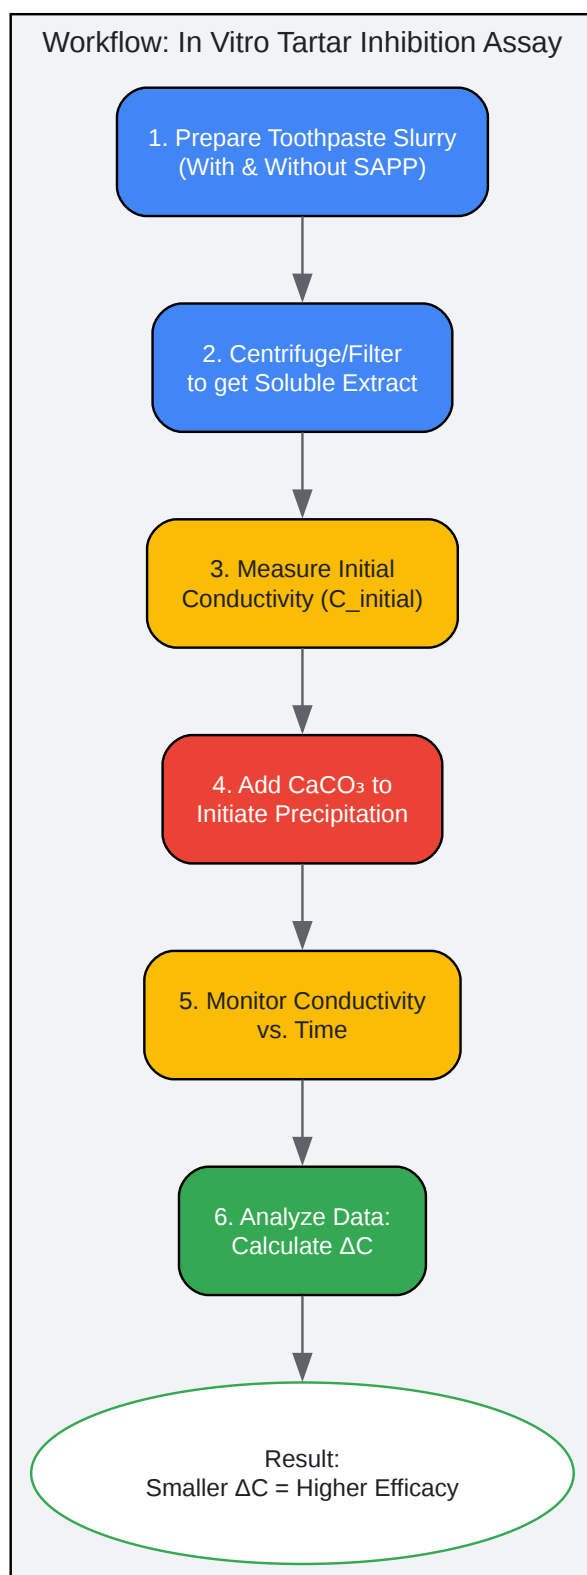 Workflow: In Vitro Tartar Inhibition Assay
1. Prepare Toothpaste Slurry
(With & Without SAPP)
2. Centrifuge/Filter
to get Soluble Extract
3. Measure Initial
Conductivity (C_initial)
4. Add CaCO₃ to
Initiate Precipitation
5. Monitor Conductivity
vs. Time
6. Analyze Data:
Calculate ΔC
Result:
Smaller ΔC = Higher Efficacy